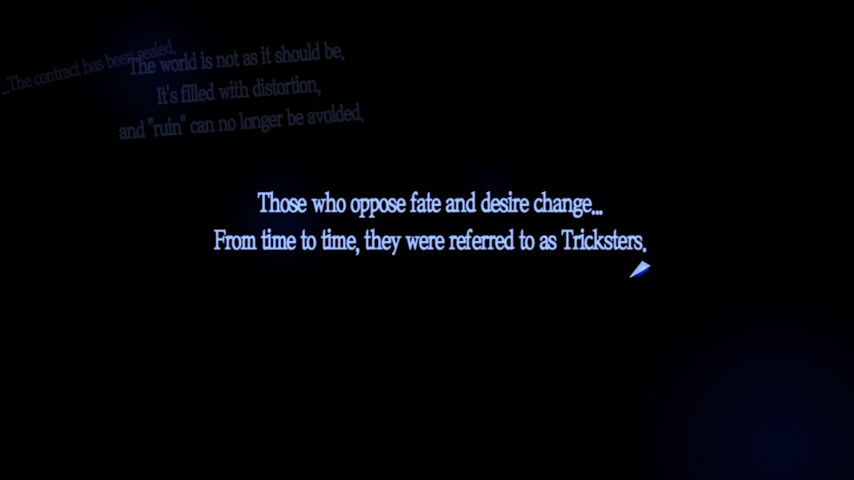 ...The contract has been sealed.
The world is not as it should be.
It's filled with distortion,
and "ruin" can no longer be avoided.
Those who oppose fate and desire change...
From time to time, they were referred to as Tricksters.